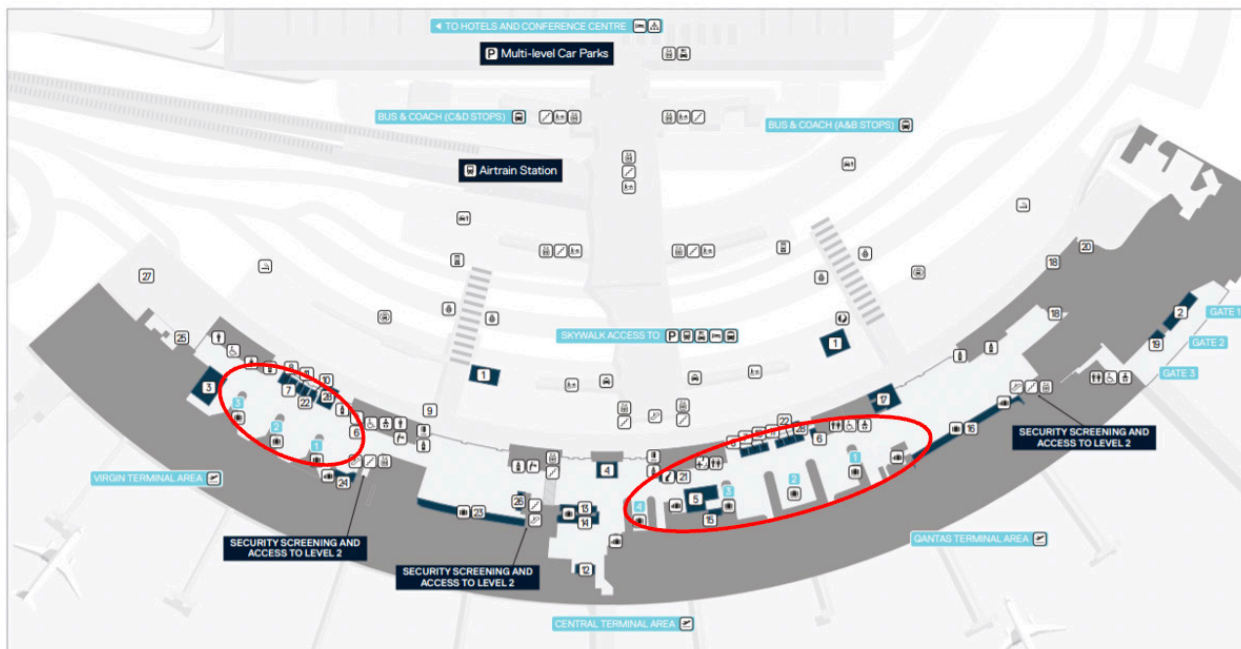 ◄ TO HOTELS AND CONFERENCE CENTRE
P Multi-level Car Parks
BUS & COACH (C&D STOPS)
BUS & COACH (A&B STOPS)
Airtrain Station
27
20
18
SKYWALK ACCESS TO P
18
2
GATE 1
25
1
1
19
GATE 2
GATE 3
3
7
22
10
28
9
17
3
2
1
6
22
28
6
16
SECURITY SCREENING AND
ACCESS TO LEVEL 2
4
21
1
2
3
5
4
15
VIRGIN TERMINAL AREA
24
23
26
13
14
QANTAS TERMINAL AREA
SECURITY SCREENING AND
ACCESS TO LEVEL 2
SECURITY SCREENING AND
ACCESS TO LEVEL 2
12
CENTRAL TERMINAL AREA